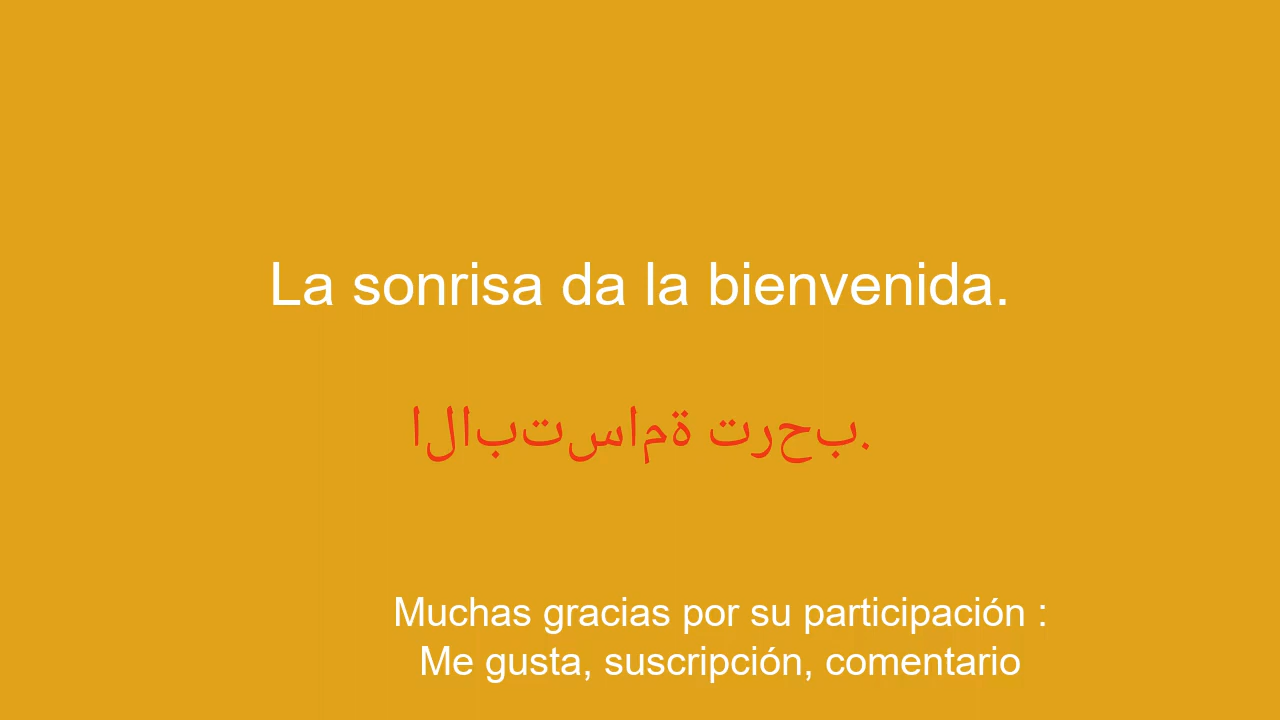 La sonrisa da la bienvenida.
الابتسامة ترحب.
Muchas gracias por su participación :
Me gusta, suscripción, comentario